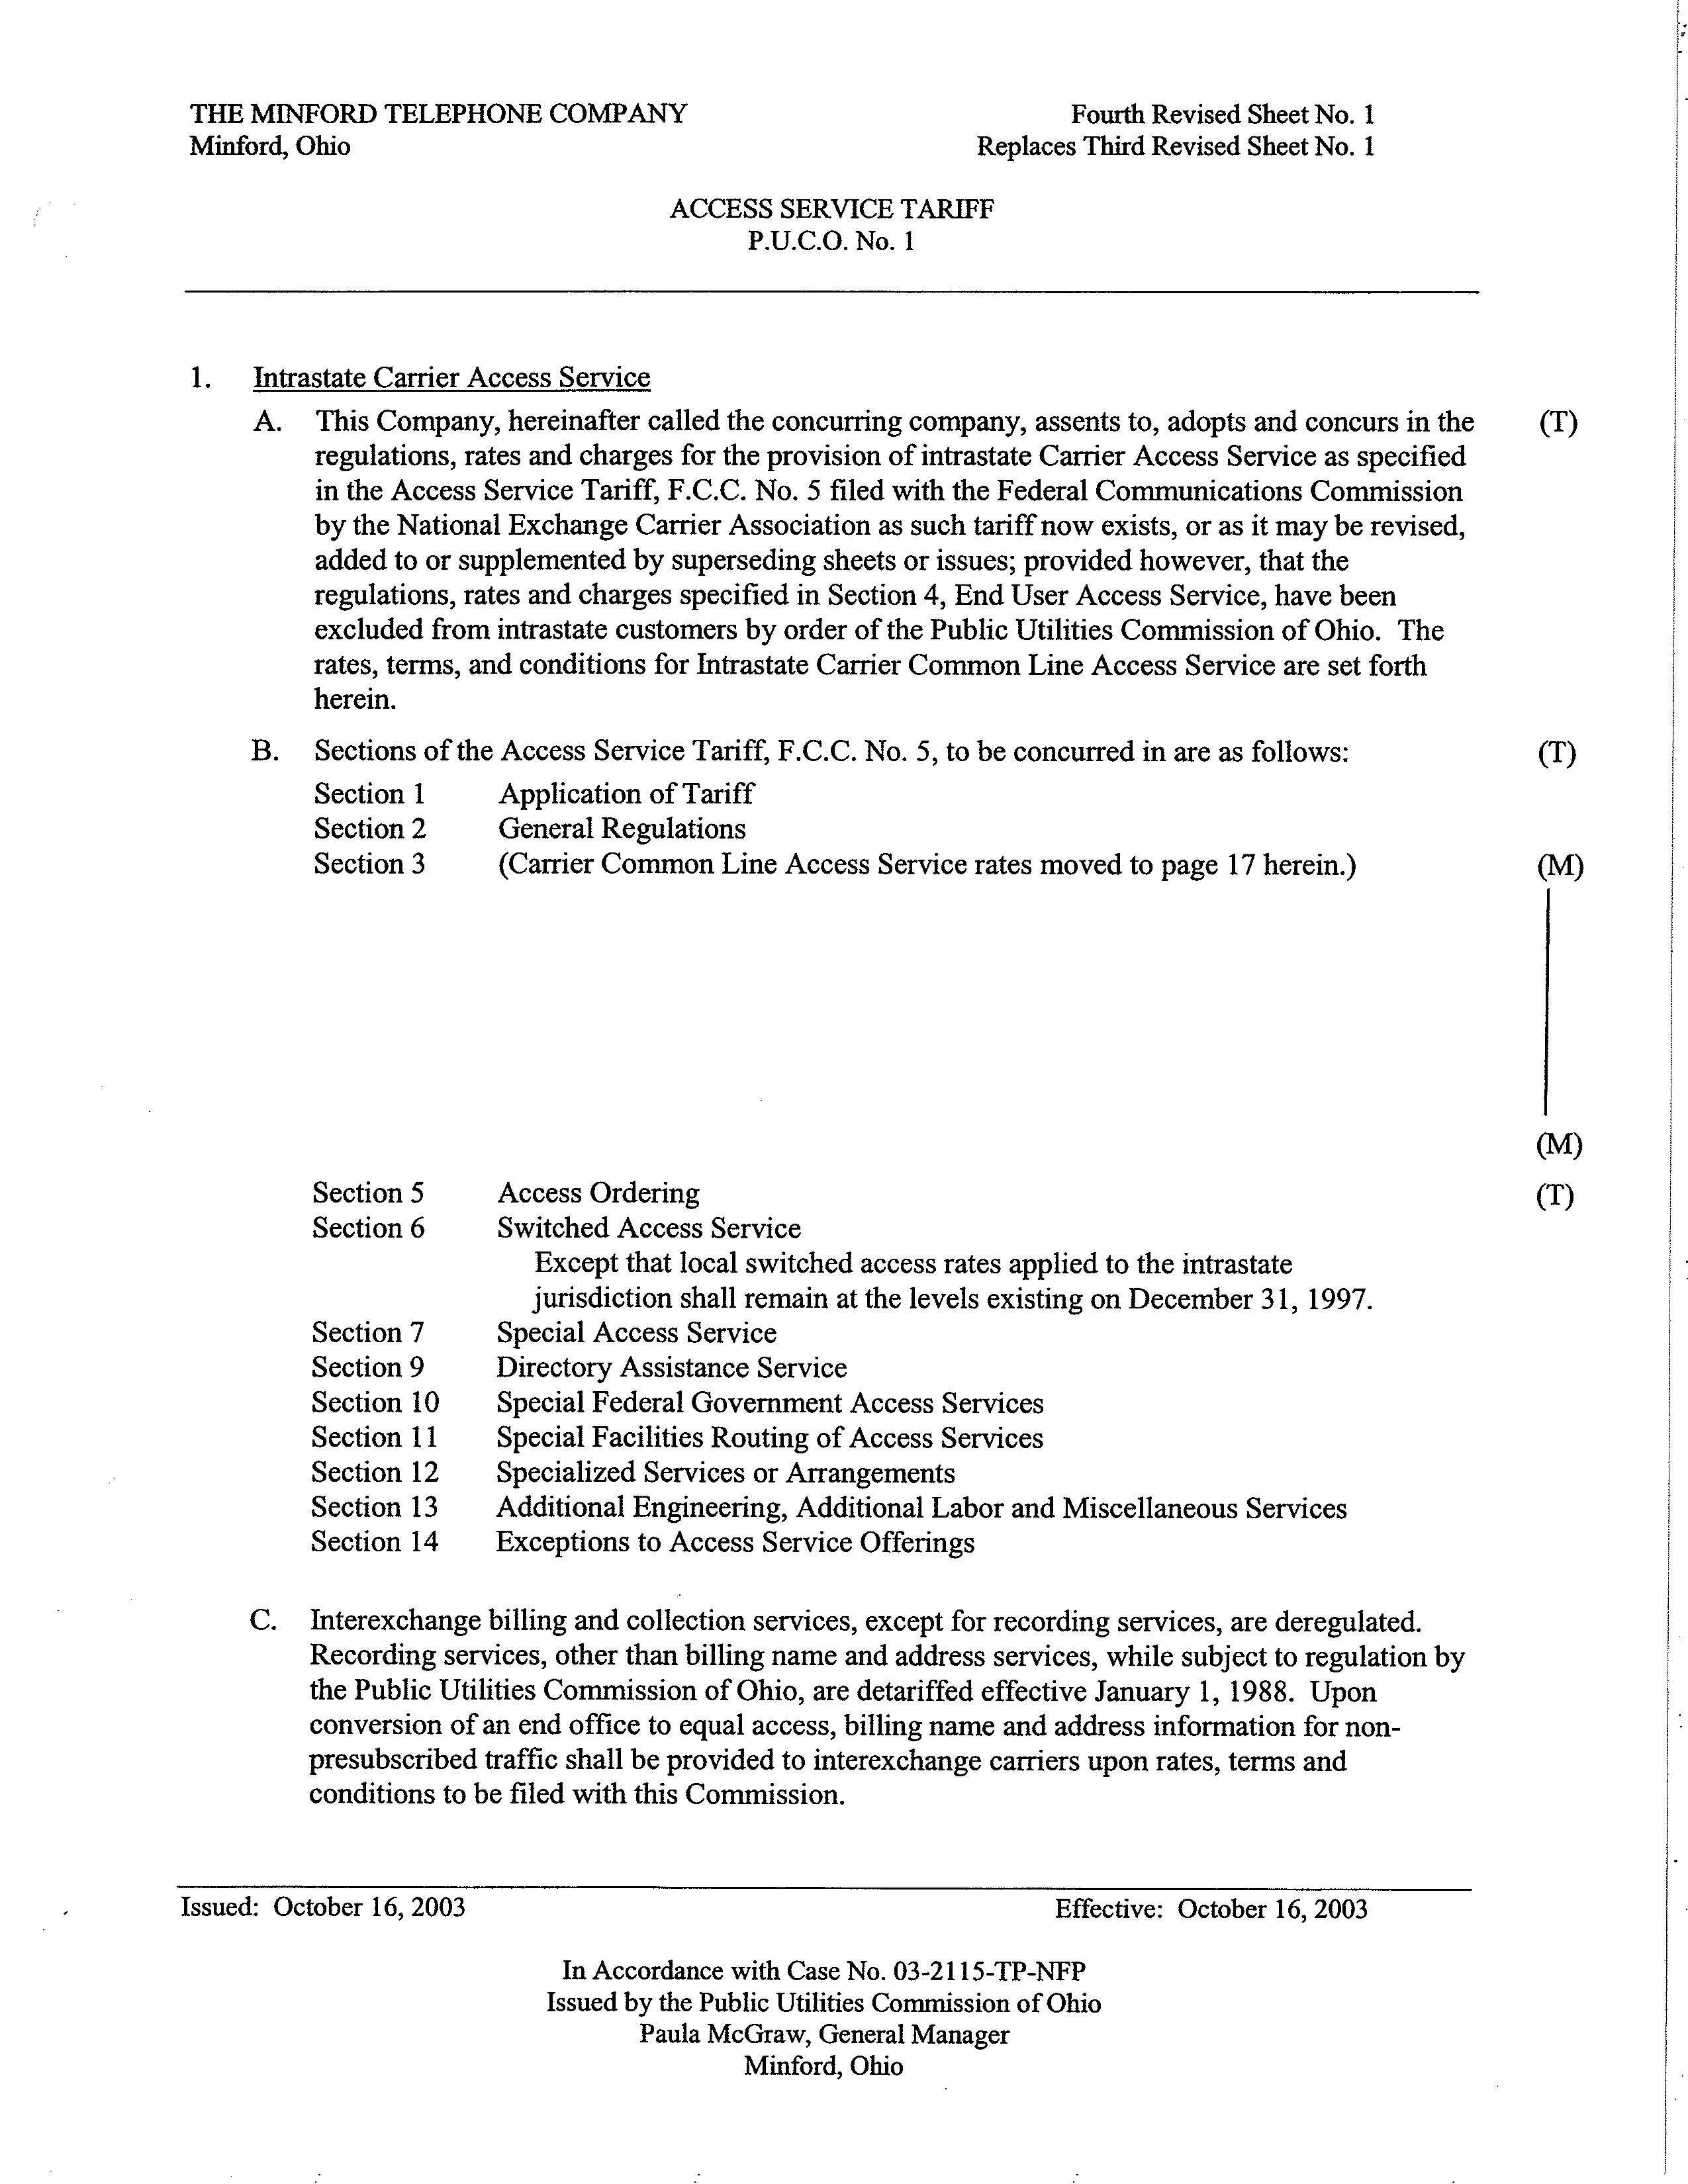 THE MINFORD TELEPHONE COMPANY Fourth Revised Sheet No. 1
Minford, Ohio Replaces Third Revised Sheet No. 1
ACCESS SERVICE TARIFF
P.U.C.O. No. 1
1. Intrastate Carrier Access Service
A. This Company, hereinafter called the concurring company, assents to, adopts and concurs in the (T)
regulations, rates and charges for the provision of intrastate Carrier Access Service as specified
in the Access Service Tariff, F.C.C. No. 5 filed with the Federal Communications Commission
by the National Exchange Carrier Association as such tariff now exists, or as it may be revised,
added to or supplemented by superseding sheets or issues; provided however, that the
regulations, rates and charges specified in Section 4, End User Access Service, have been
excluded from intrastate customers by order of the Public Utilities Commission of Ohio. The
rates, terms, and conditions for Intrastate Carrier Common Line Access Service are set forth
herein.
B. Sections of the Access Service Tariff, F.C.C. No. 5, to be concurred in are as follows: (T)
Section 1 Application of Tariff
Section 2 General Regulations
Section 3 (Carrier Common Line Access Service rates moved to page 17 herein.) (M)
(M)
Section 5 Access Ordering (T)
Section 6 Switched Access Service
Except that local switched access rates applied to the intrastate
jurisdiction shall remain at the levels existing on December 31, 1997.
Section 7 Special Access Service
Section 9 Directory Assistance Service
Section 10 Special Federal Government Access Services
Section 11 Special Facilities Routing of Access Services
Section 12 Specialized Services or Arrangements
Section 13 Additional Engineering, Additional Labor and Miscellaneous Services
Section 14 Exceptions to Access Service Offerings
C. Interexchange billing and collection services, except for recording services, are deregulated.
Recording services, other than billing name and address services, while subject to regulation by
the Public Utilities Commission of Ohio, are detariffed effective January 1, 1988. Upon
conversion of an end office to equal access, billing name and address information for non-
presubscribed traffic shall be provided to interexchange carriers upon rates, terms and
conditions to be filed with this Commission.
Issued: October 16, 2003 Effective: October 16, 2003
In Accordance with Case No. 03-2115-TP-NFP
Issued by the Public Utilities Commission of Ohio
Paula McGraw, General Manager
Minford, Ohio